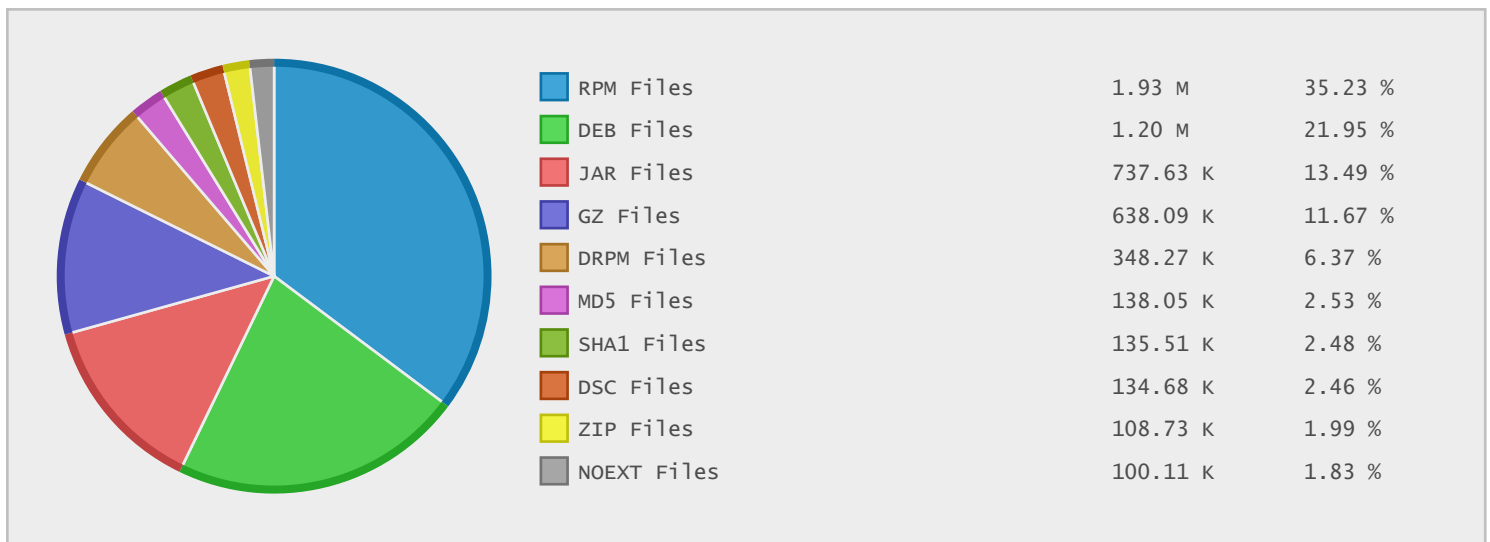 RPM Files 1.93 M 35.23 %
DEB Files 1.20 M 21.95 %
JAR Files 737.63 K 13.49 %
GZ Files 638.09 K 11.67 %
DRPM Files 348.27 K 6.37 %
MD5 Files 138.05 K 2.53 %
SHA1 Files 135.51 K 2.48 %
DSC Files 134.68 K 2.46 %
ZIP Files 108.73 K 1.99 %
NOEXT Files 100.11 K 1.83 %